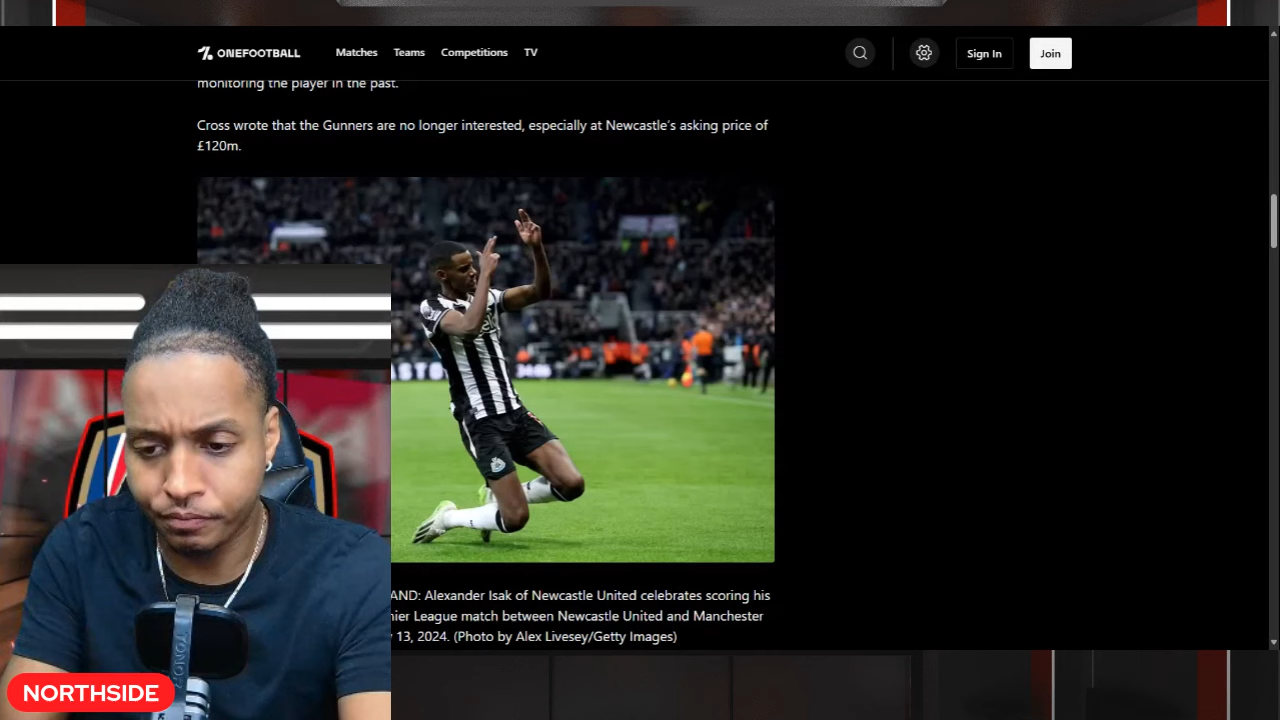 ONEFOOTBALL
Matches Teams Competitions TV
Sign In
Join
monitoring the player in the past.
Cross wrote that the Gunners are no longer interested, especially at Newcastle's asking price of
£120m.
AND: Alexander Isak of Newcastle United celebrates scoring his
ier League match between Newcastle United and Manchester
13, 2024. (Photo by Alex Livesey/Getty Images)
TONOR
NORTHSIDE